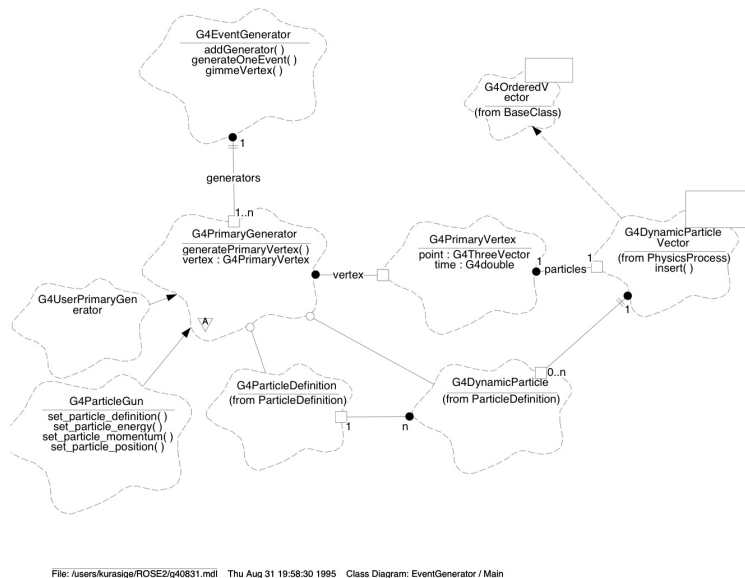 G4EventGenerator
addGenerator( )
generateOneEvent( )
gimmeVertex( )
1
generators
1..n
G4OrderedV
ector
(from BaseClass)
G4PrimaryGenerator
generatePrimaryVertex( )
vertex : G4PrimaryVertex
A
vertex
G4PrimaryVertex
point : G4ThreeVector
time : G4double
1
particles
1
G4DynamicParticle
Vector
(from PhysicsProcess)
insert( )
1
G4UserPrimaryGen
erator
G4ParticleGun
set_particle_definition( )
set_particle_energy( )
set_particle_momentum( )
set_particle_position( )
G4ParticleDefinition
(from ParticleDefinition)
1
n
0..n
G4DynamicParticle
(from ParticleDefinition)
File: /users/kurasige/ROSE2/g40831.mdl Thu Aug 31 19:58:30 1995 Class Diagram: EventGenerator / Main